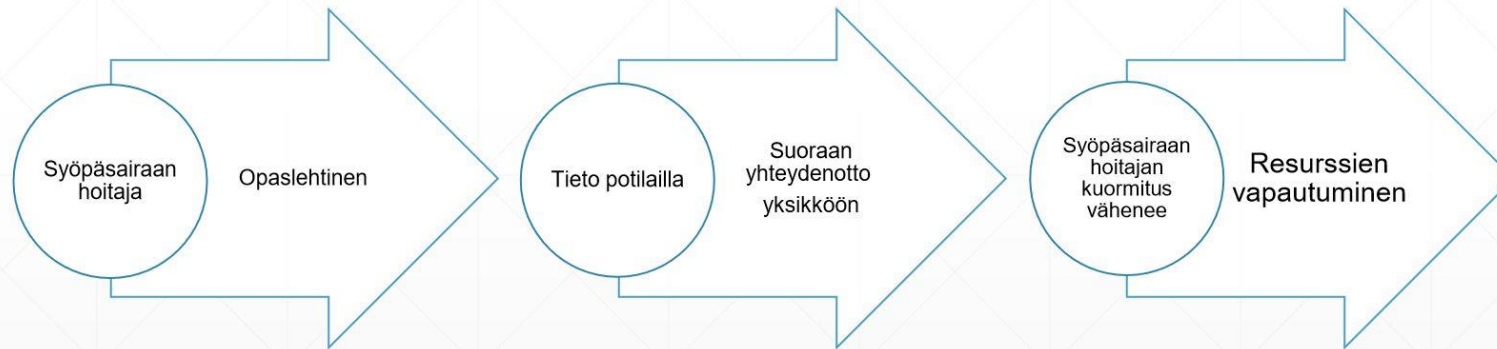 Syöpäsairaan
hoitaja
Opaslehtinen
Tieto potilailla
Suoraan
yhteydenotto
yksikköön
Syöpäsairaan
hoitajan
kuormitus
vähenee
Resurssien
vapautuminen